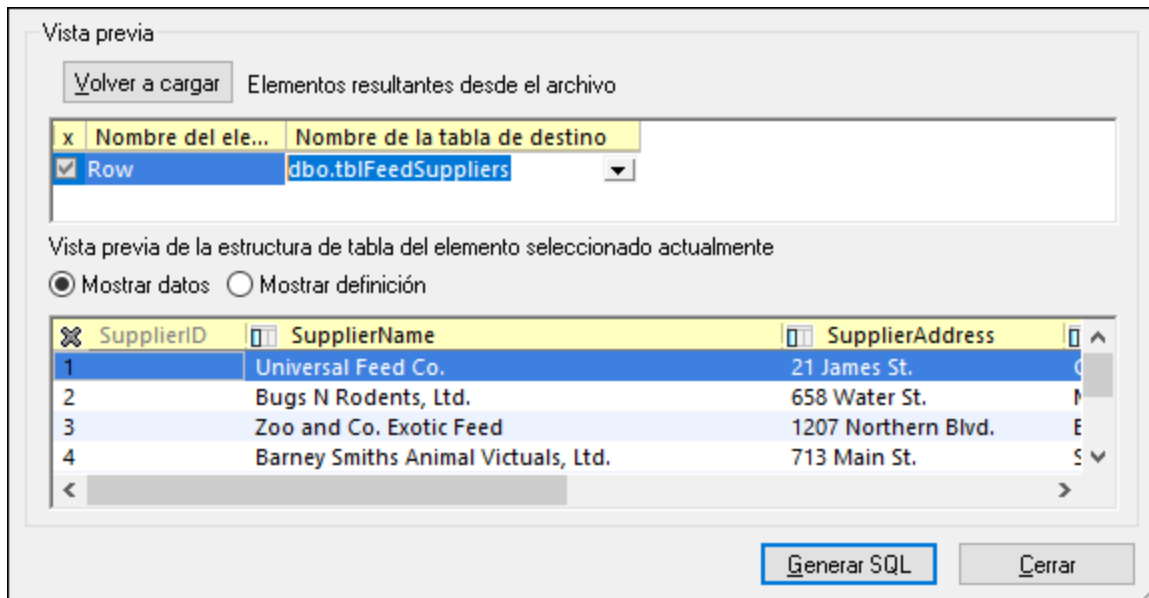 Vista previa
Volver a cargar Elementos resultantes desde el archivo
x Nombre del ele... Nombre de la tabla de destino
Row dbo.tblFeedSuppliers
Vista previa de la estructura de tabla del elemento seleccionado actualmente
Mostrar datos Mostrar definición
SupplierID SupplierName SupplierAddress
1 Universal Feed Co. 21 James St.
2 Bugs N Rodents, Ltd. 658 Water St.
3 Zoo and Co. Exotic Feed 1207 Northern Blvd.
4 Barney Smiths Animal Victuals, Ltd. 713 Main St.
Generar SQL Cerrar